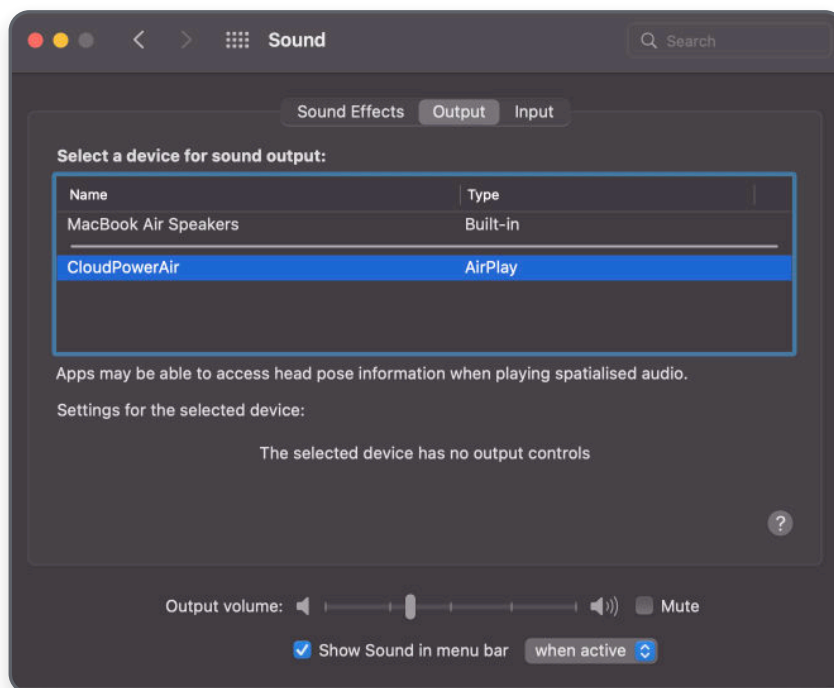 Sound
Search
Sound Effects Output Input
Select a device for sound output:
Name Type
MacBook Air Speakers Built-in
CloudPowerAir AirPlay
Apps may be able to access head pose information when playing spatialised audio.
Settings for the selected device:
The selected device has no output controls
?
Output volume: Mute
Show Sound in menu bar when active